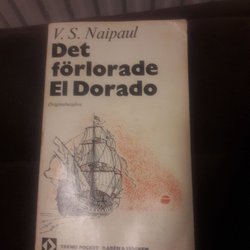 V. S. Naipaul
Det
förlorade
El Dorado